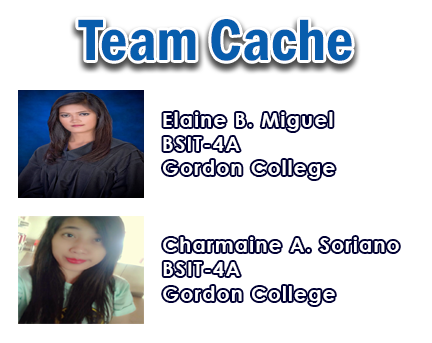 Team Cache
Elaine B. Miguel
BSIT-4A
Gordon College
Charmaine A. Soriano
BSIT-4A
Gordon College